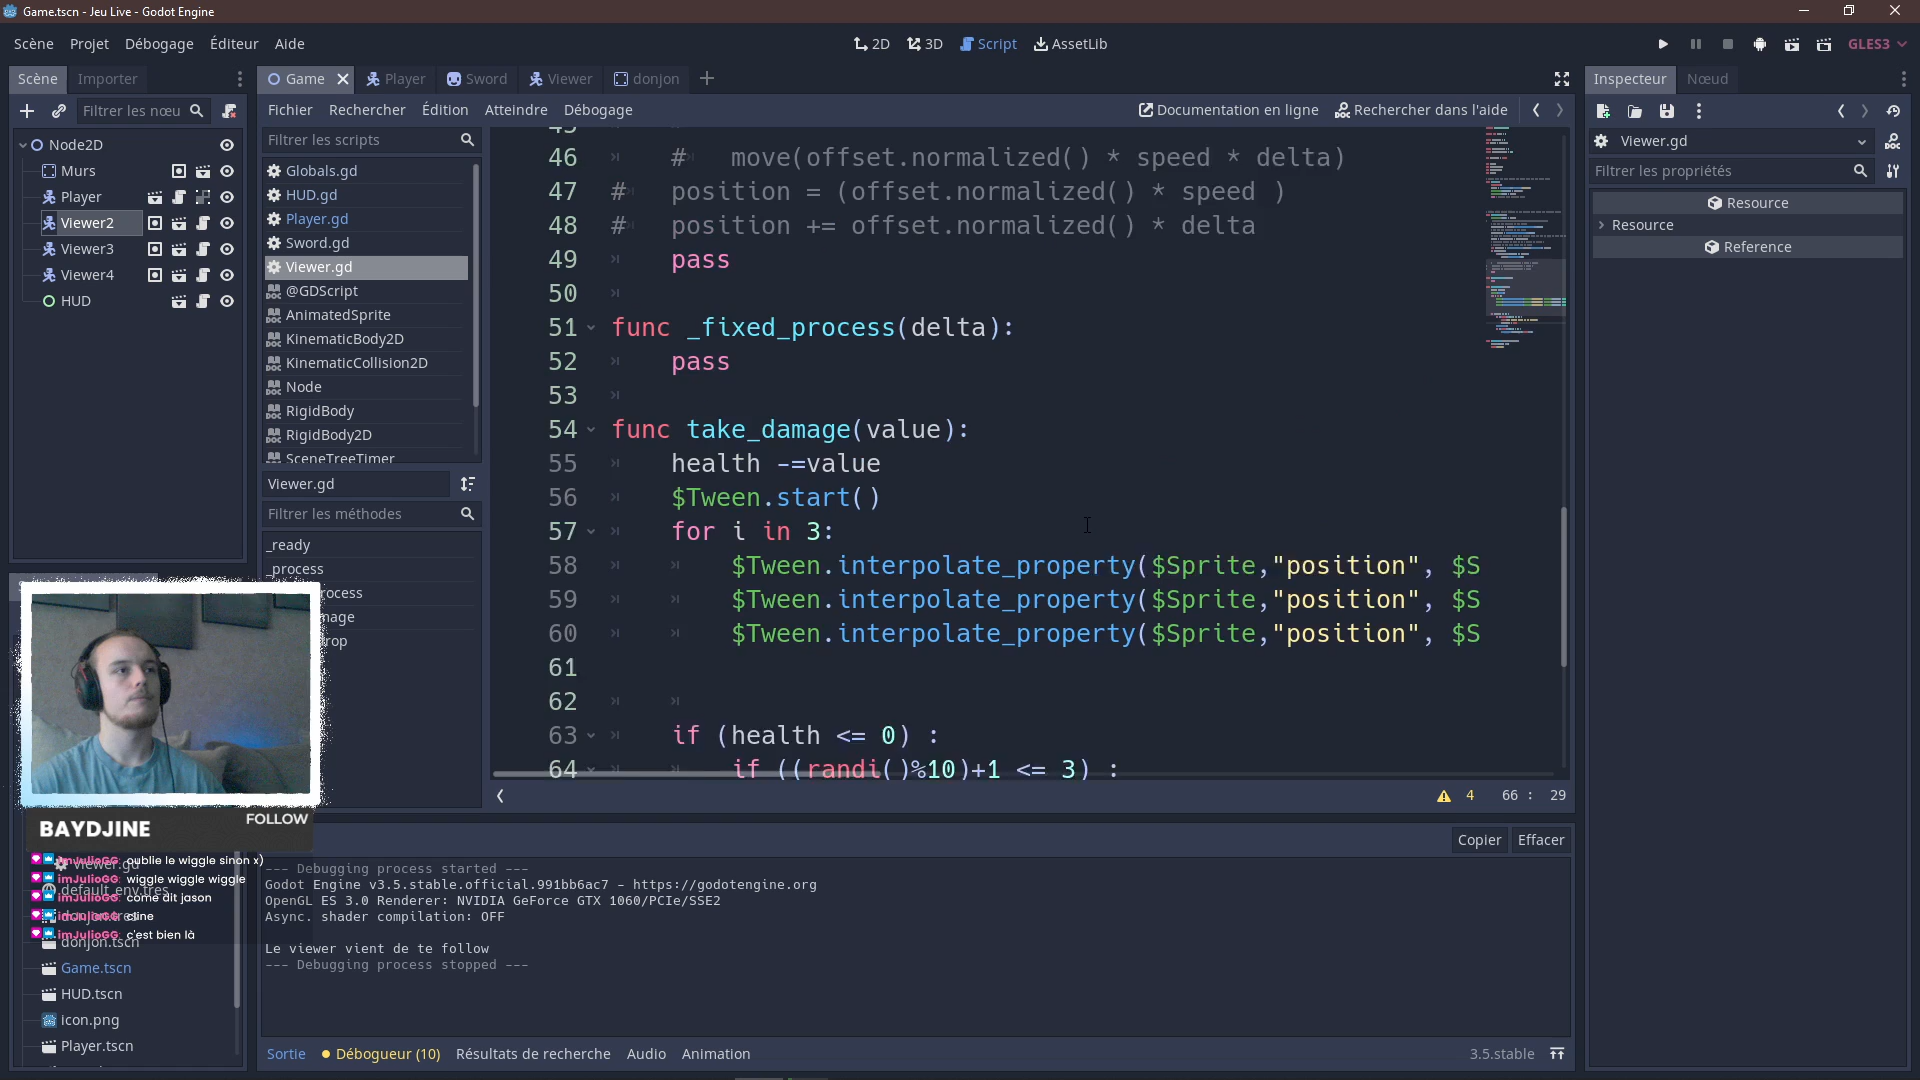 Game.tscn - Jeu Live - Godot Engine
Scène Projet Débogage Éditeur Aide
2D 3D Script AssetLib
GLES3
Scène Importer
Game Player Sword Viewer donjon
Inspecteur Nœud
Filtrer les nœu
Fichier Rechercher Édition Atteindre Débogage
Documentation en ligne Rechercher dans l'aide
Node2D
Murs
Player
Viewer2
Viewer3
Viewer4
HUD
Filtrer les scripts
Globals.gd
HUD.gd
Player.gd
Sword.gd
Viewer.gd
@GDScript
AnimatedSprite
KinematicBody2D
KinematicCollision2D
Node
RigidBody
RigidBody2D
SceneTreeTimer
Viewer.gd
Filtrer les méthodes
_ready
_process
rocess
mage
rop
46 # move(offset.normalized() * speed * delta)
47 # position = (offset.normalized() * speed )
48 # position += offset.normalized() * delta
49 pass
50
51 func _fixed_process(delta):
52 pass
53
54 func take_damage(value):
55 health -=value
56 $Tween.start()
57 for i in 3:
58 $Tween.interpolate_property($Sprite,"position", $S
59 $Tween.interpolate_property($Sprite,"position", $S
60 $Tween.interpolate_property($Sprite,"position", $S
61
62
63 if (health <= 0) :
64 if ((randi()%10)+1 <= 3) :
4 66 : 29
Viewer.gd
Filtrer les propriétés
Resource
Resource
Reference
BAYDJINE
FOLLOW
imJulioGG: oublie le wiggle sinon x)
imJulioGG: wiggle wiggle wiggle
imJulioGG: come dit jason
imJulioGG:
imJulioGG: c'est bien là
Viewer.gd
default_env.tres
donjon.tscn
Game.tscn
HUD.tscn
icon.png
Player.tscn
Copier Effacer
--- Debugging process started ---
Godot Engine v3.5.stable.official.991bb6ac7 - https://godotengine.org
OpenGL ES 3.0 Renderer: NVIDIA GeForce GTX 1060/PCIe/SSE2
Async. shader compilation: OFF
Le viewer vient de te follow
--- Debugging process stopped ---
Sortie Débogueur (10) Résultats de recherche Audio Animation
3.5.stable